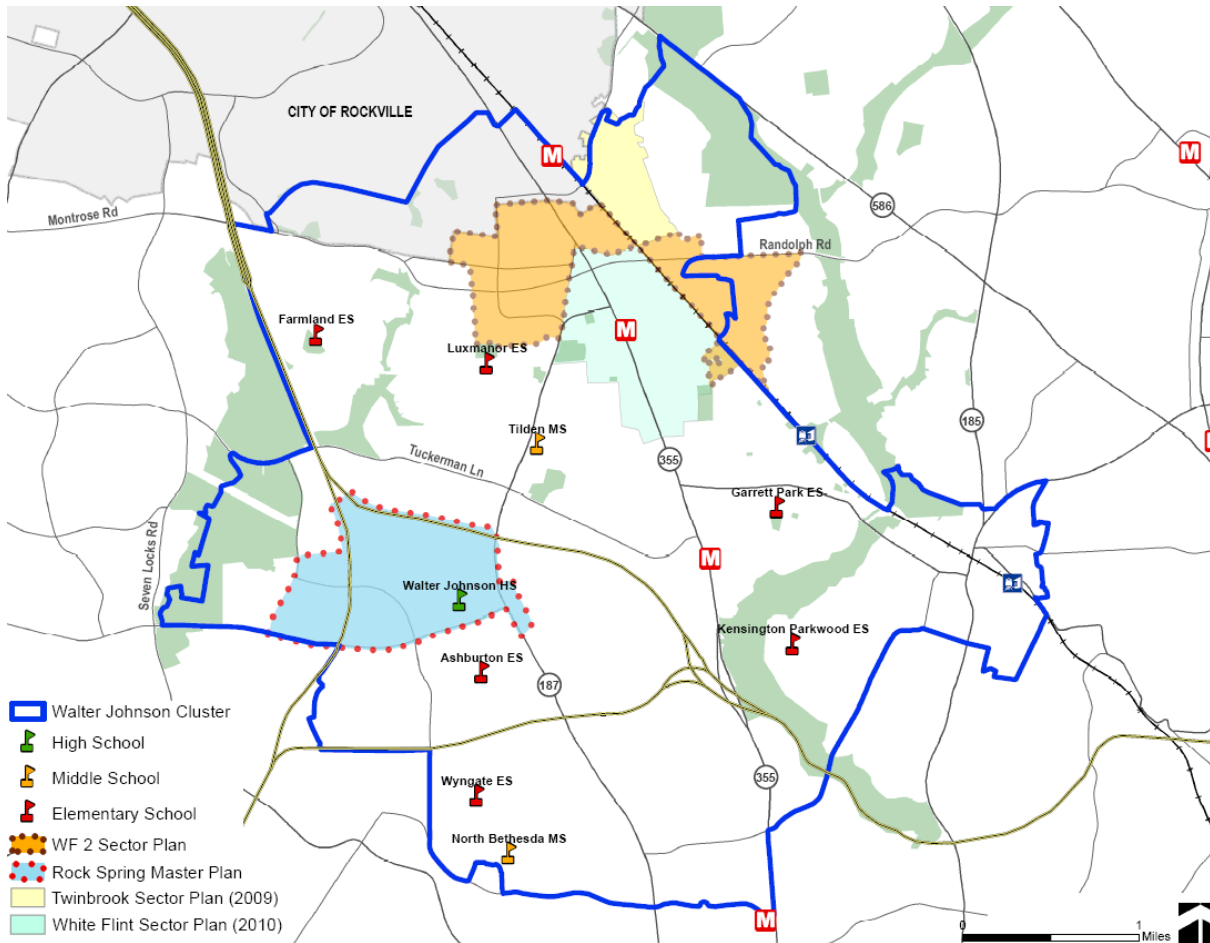 CITY OF ROCKVILLE
M
M
Montrose Rd
586
Randolph Rd
Farmland ES
M
Luxmanor ES
185
Tilden MS
M
355
Tuckerman Ln
Garrett Park ES
M
Seven Locks Rd
Walter Johnson HS
Kensington Parkwood ES
Ashburton ES
187
355
Wyngate ES
North Bethesda MS
M
Walter Johnson Cluster
High School
Middle School
Elementary School
WF 2 Sector Plan
Rock Spring Master Plan
Twinbrook Sector Plan (2009)
White Flint Sector Plan (2010)
0 1
Miles